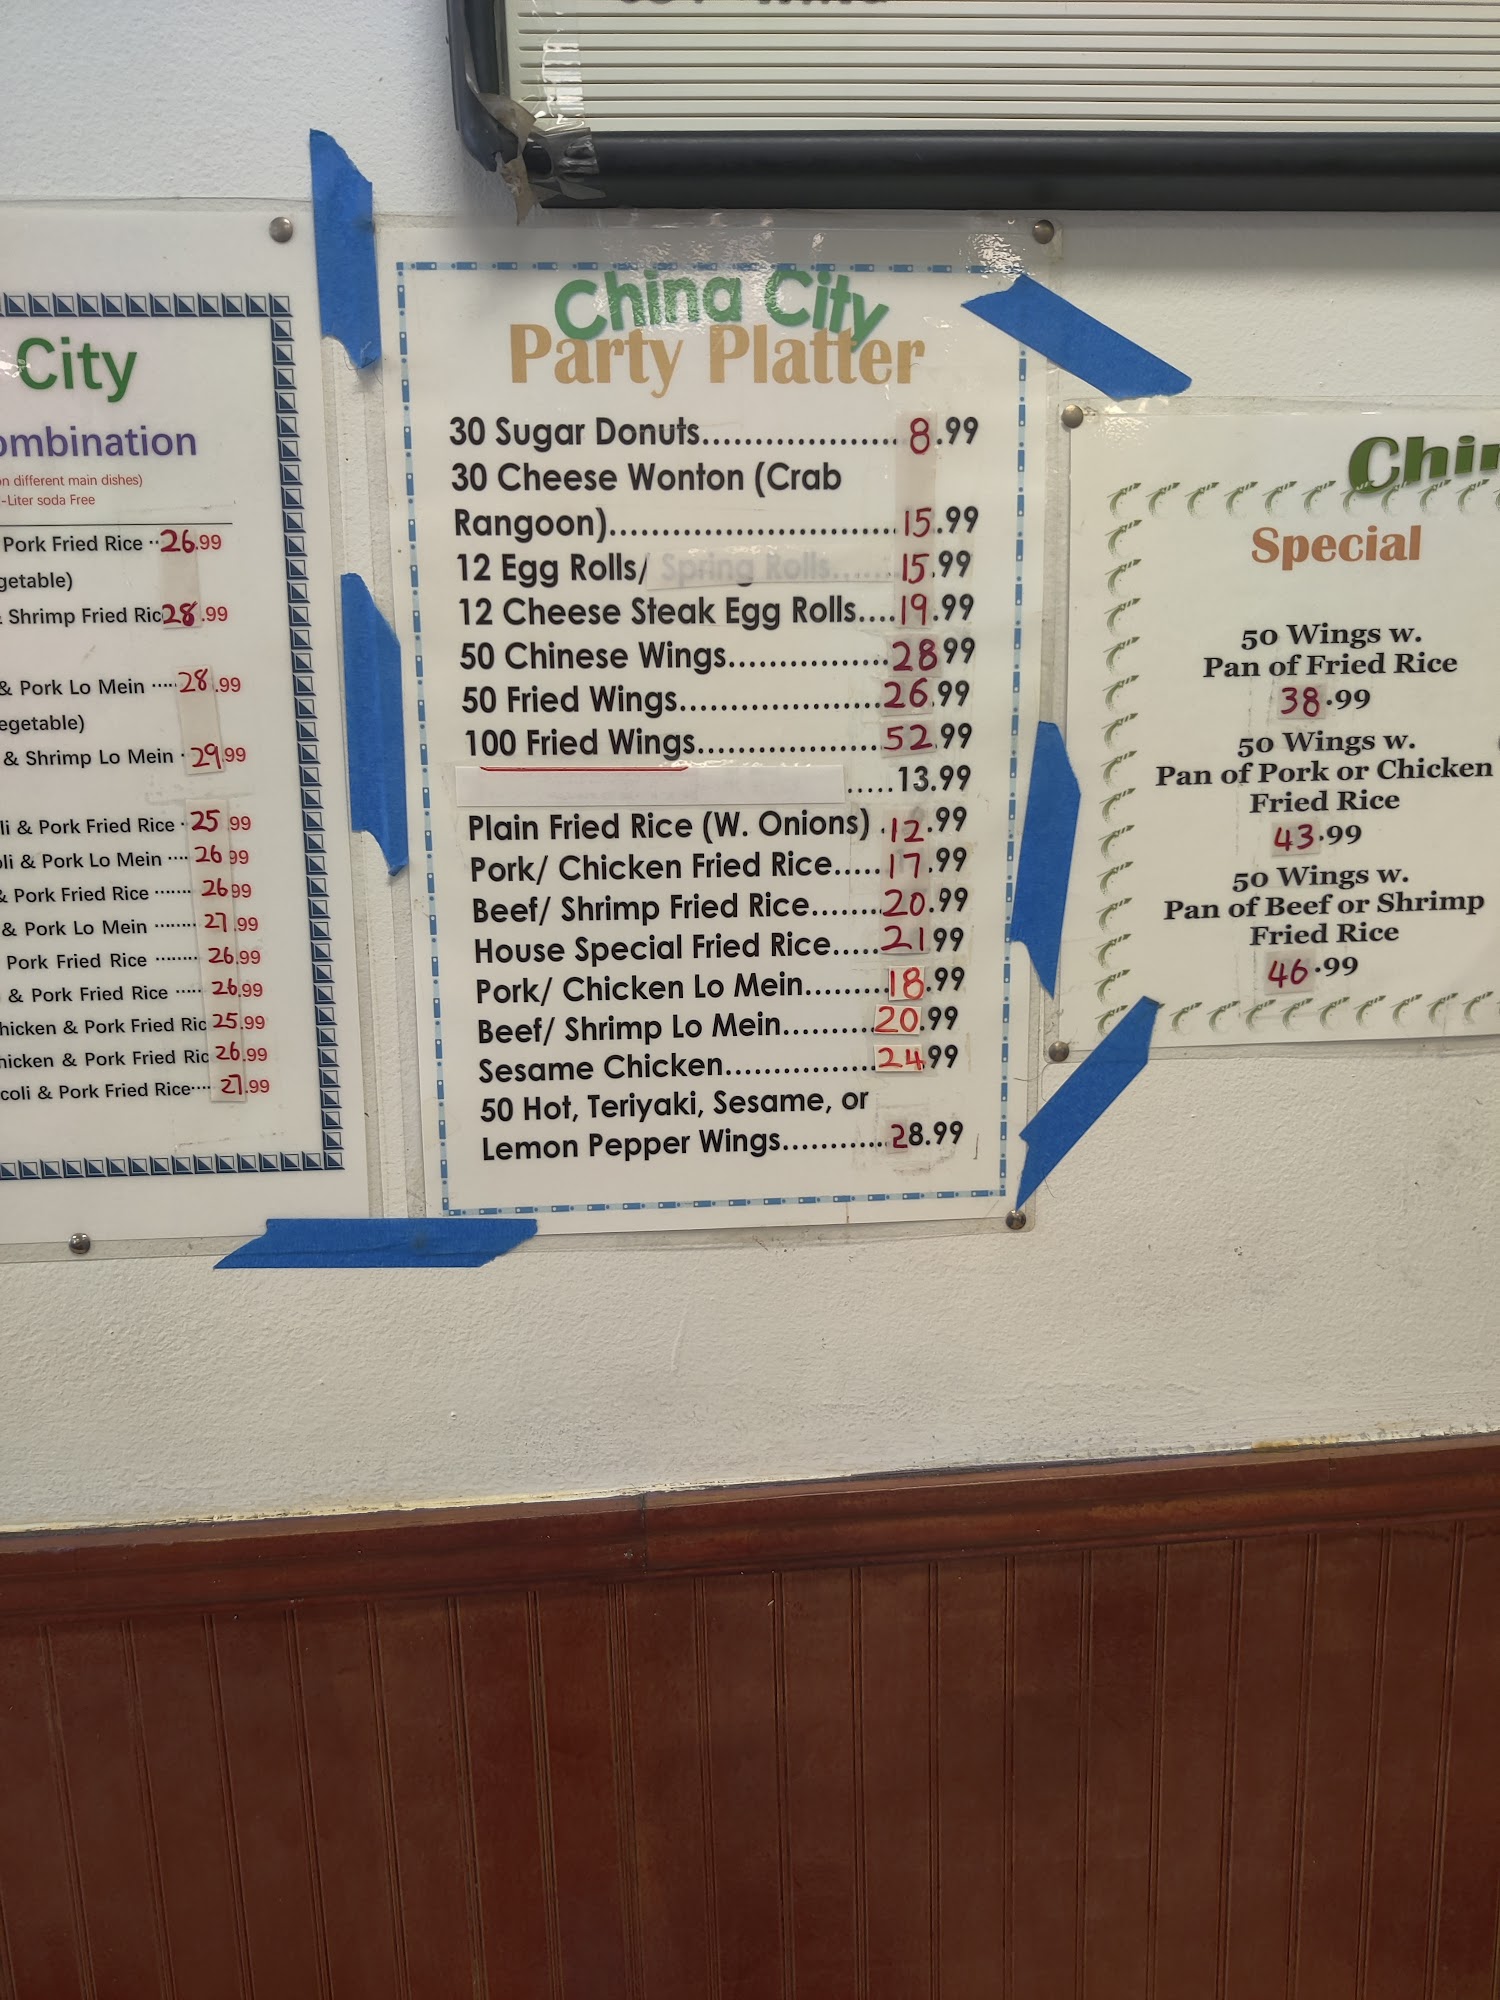 City
ombination
on different main dishes)
-Liter soda Free
Pork Fried Rice ··26.99
getable)
& Shrimp Fried Ric28.99
& Pork Lo Mein ·····28.99
egetable)
& Shrimp Lo Mein ·29.99
li & Pork Fried Rice ·25.99
oli & Pork Lo Mein ····26 99
& Pork Fried Rice ·······2699
& Pork Lo Mein ········27.99
Pork Fried Rice ········26.99
& Pork Fried Rice ·····26.99
hicken & Pork Fried Ric 25.99
hicken & Pork Fried Ric 26.99
coli & Pork Fried Rice····27.99
China City
Party Platter
30 Sugar Donuts...................8.99
30 Cheese Wonton (Crab
Rangoon)............................15.99
12 Egg Rolls/ Spring Rolls......15.99
12 Cheese Steak Egg Rolls....19.99
50 Chinese Wings................2899
50 Fried Wings....................26.99
100 Fried Wings..................52.99
.....13.99
Plain Fried Rice (W. Onions) .12.99
Pork/ Chicken Fried Rice.....17.99
Beef/ Shrimp Fried Rice.......20.99
House Special Fried Rice.....2199
Pork/ Chicken Lo Mein.........18.99
Beef/ Shrimp Lo Mein..........20.99
Sesame Chicken................24.99
50 Hot, Teriyaki, Sesame, or
Lemon Pepper Wings...........28.99
Chin
Special
50 Wings w.
Pan of Fried Rice
38.99
50 Wings w.
Pan of Pork or Chicken
Fried Rice
43.99
50 Wings w.
Pan of Beef or Shrimp
Fried Rice
46.99